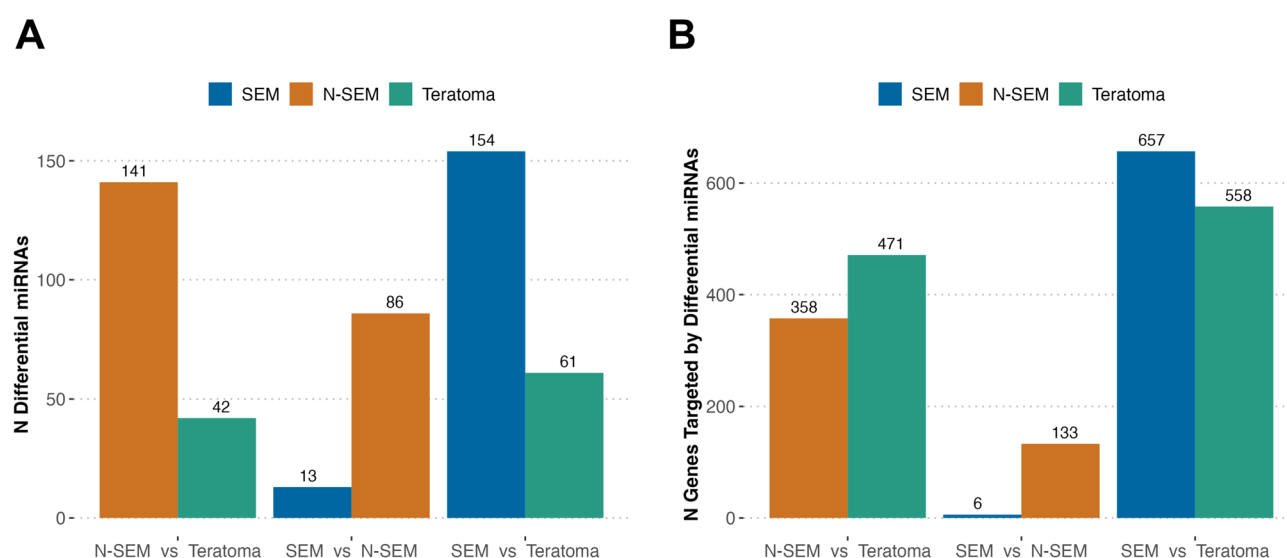 A
SEM N-SEM Teratoma
N Differential miRNAs
150
100
50
0
141
42
13
86
154
61
N-SEM vs Teratoma
SEM vs N-SEM
SEM vs Teratoma
B
SEM N-SEM Teratoma
N Genes Targeted by Differential miRNAs
600
400
200
0
358
471
6
133
657
558
N-SEM vs Teratoma
SEM vs N-SEM
SEM vs Teratoma